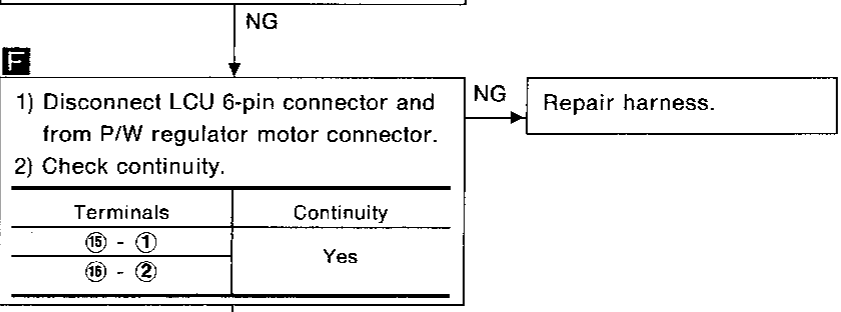 NG
F
1) Disconnect LCU 6-pin connector and
from P/W regulator motor connector.
2) Check continuity.
NG
Repair harness.
Terminals Continuity
⑮ - ①
Yes
⑯ - ②